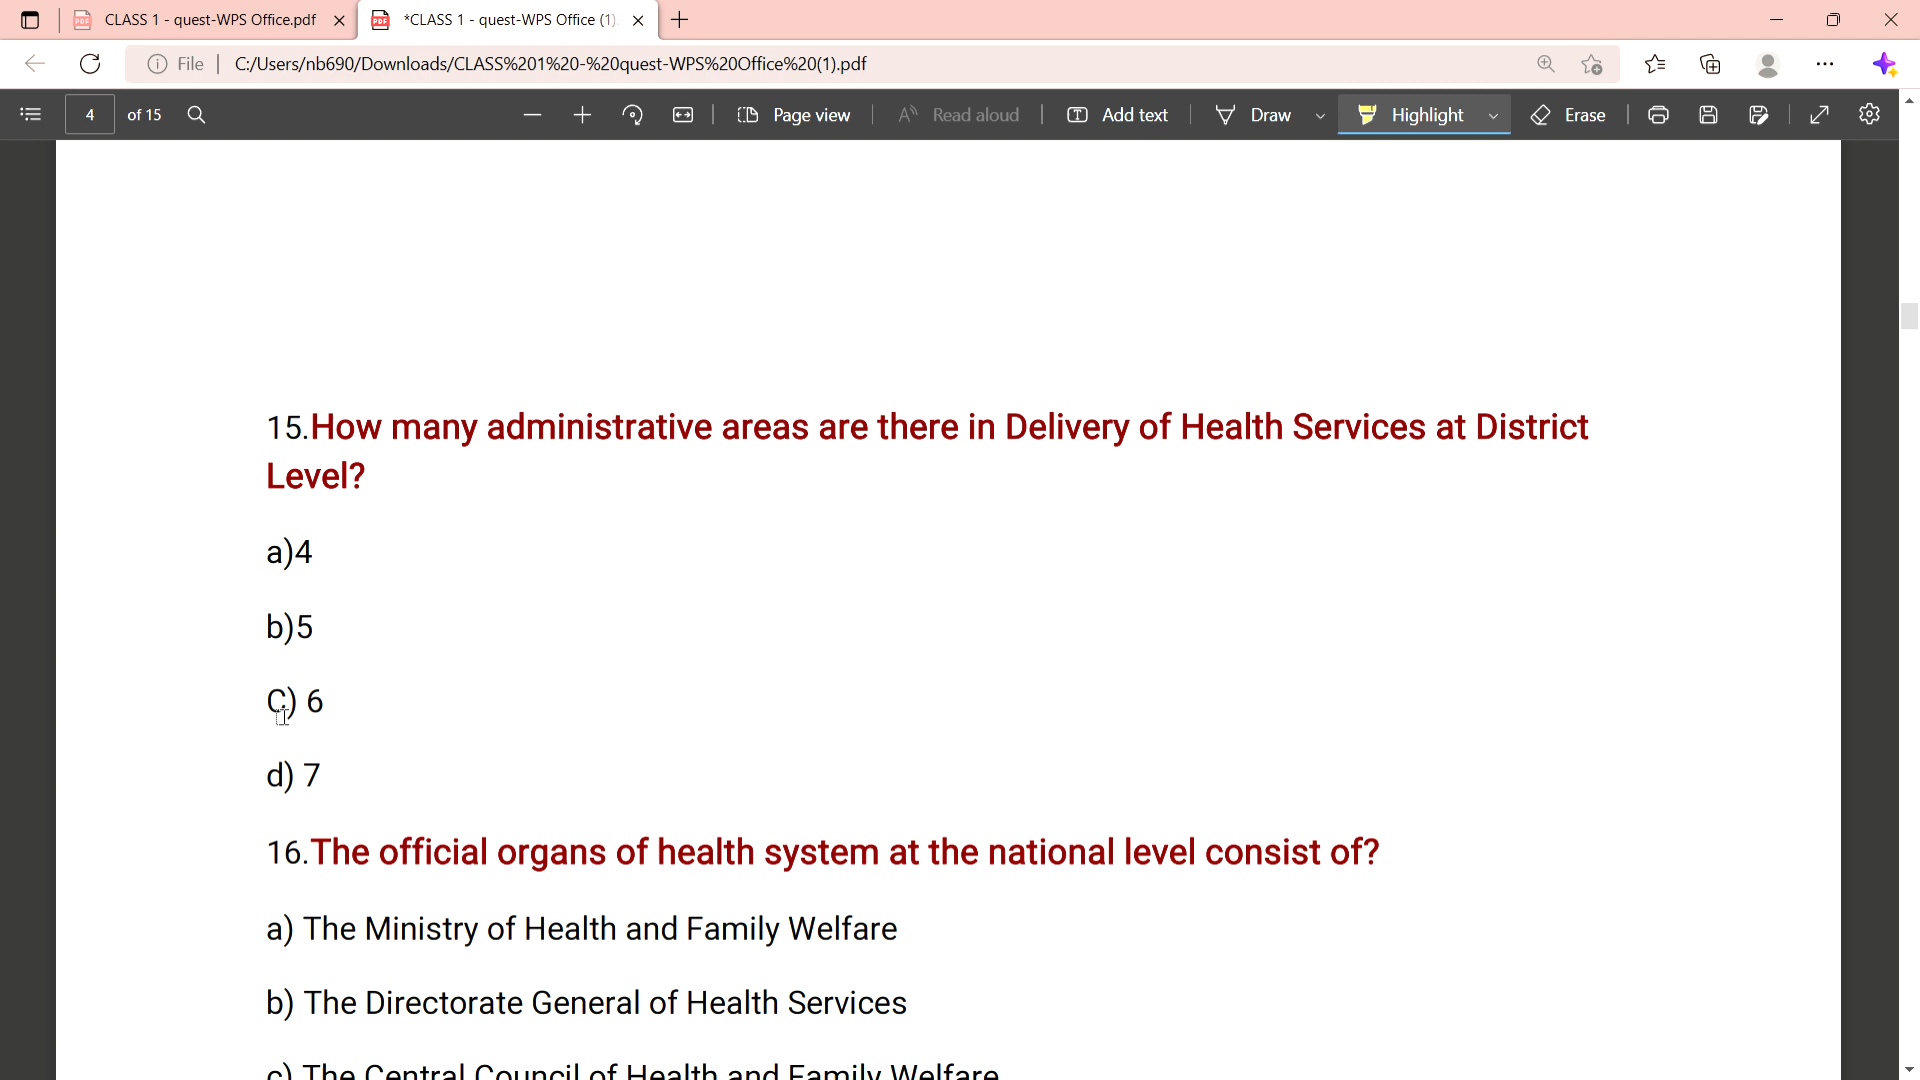 CLASS 1 - quest-WPS Office.pdf
*CLASS 1 - quest-WPS Office (1).
File
C:/Users/nb690/Downloads/CLASS%201%20-%20quest-WPS%20Office%20(1).pdf
4 of 15
Page view
Read aloud
Add text
Draw
Highlight
Erase
15.How many administrative areas are there in Delivery of Health Services at District
Level?
a)4
b)5
C) 6
d) 7
16.The official organs of health system at the national level consist of?
a) The Ministry of Health and Family Welfare
b) The Directorate General of Health Services
c) The Central Council of Health and Family Welfare